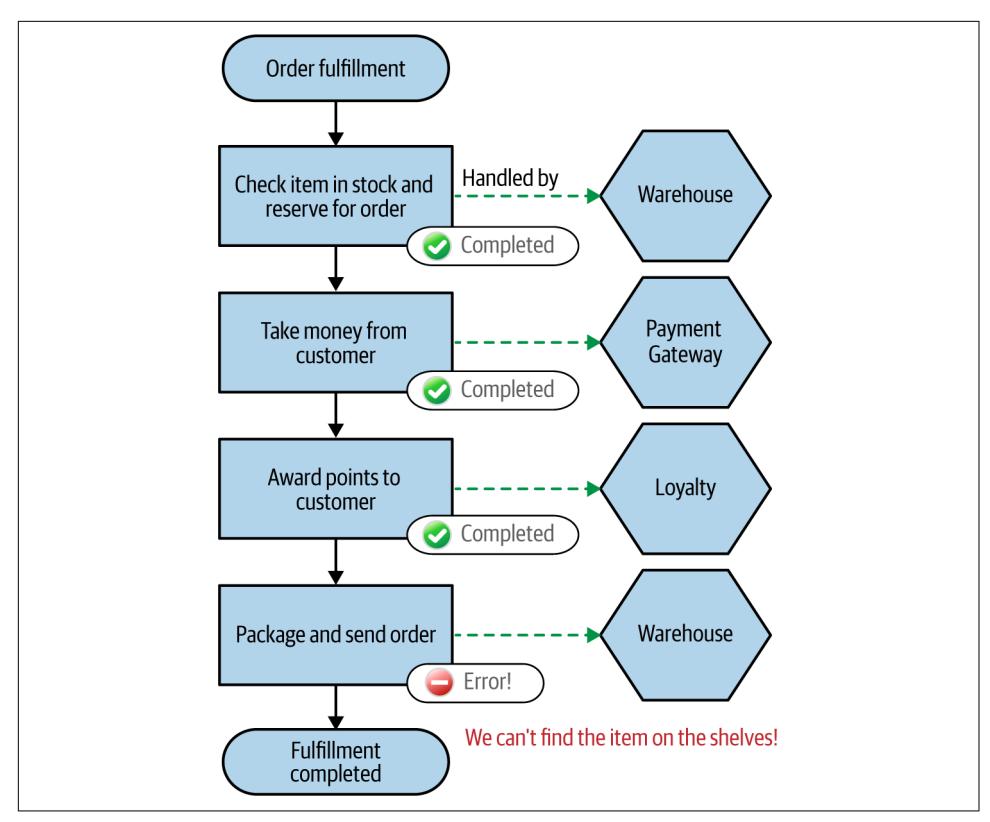 Order fulfillment
Check item in stock and
reserve for order
Handled by
Warehouse
Completed
Take money from
customer
Payment
Gateway
Completed
Award points to
customer
Loyalty
Completed
Package and send order
Warehouse
Error!
We can't find the item on the shelves!
Fulfillment
completed